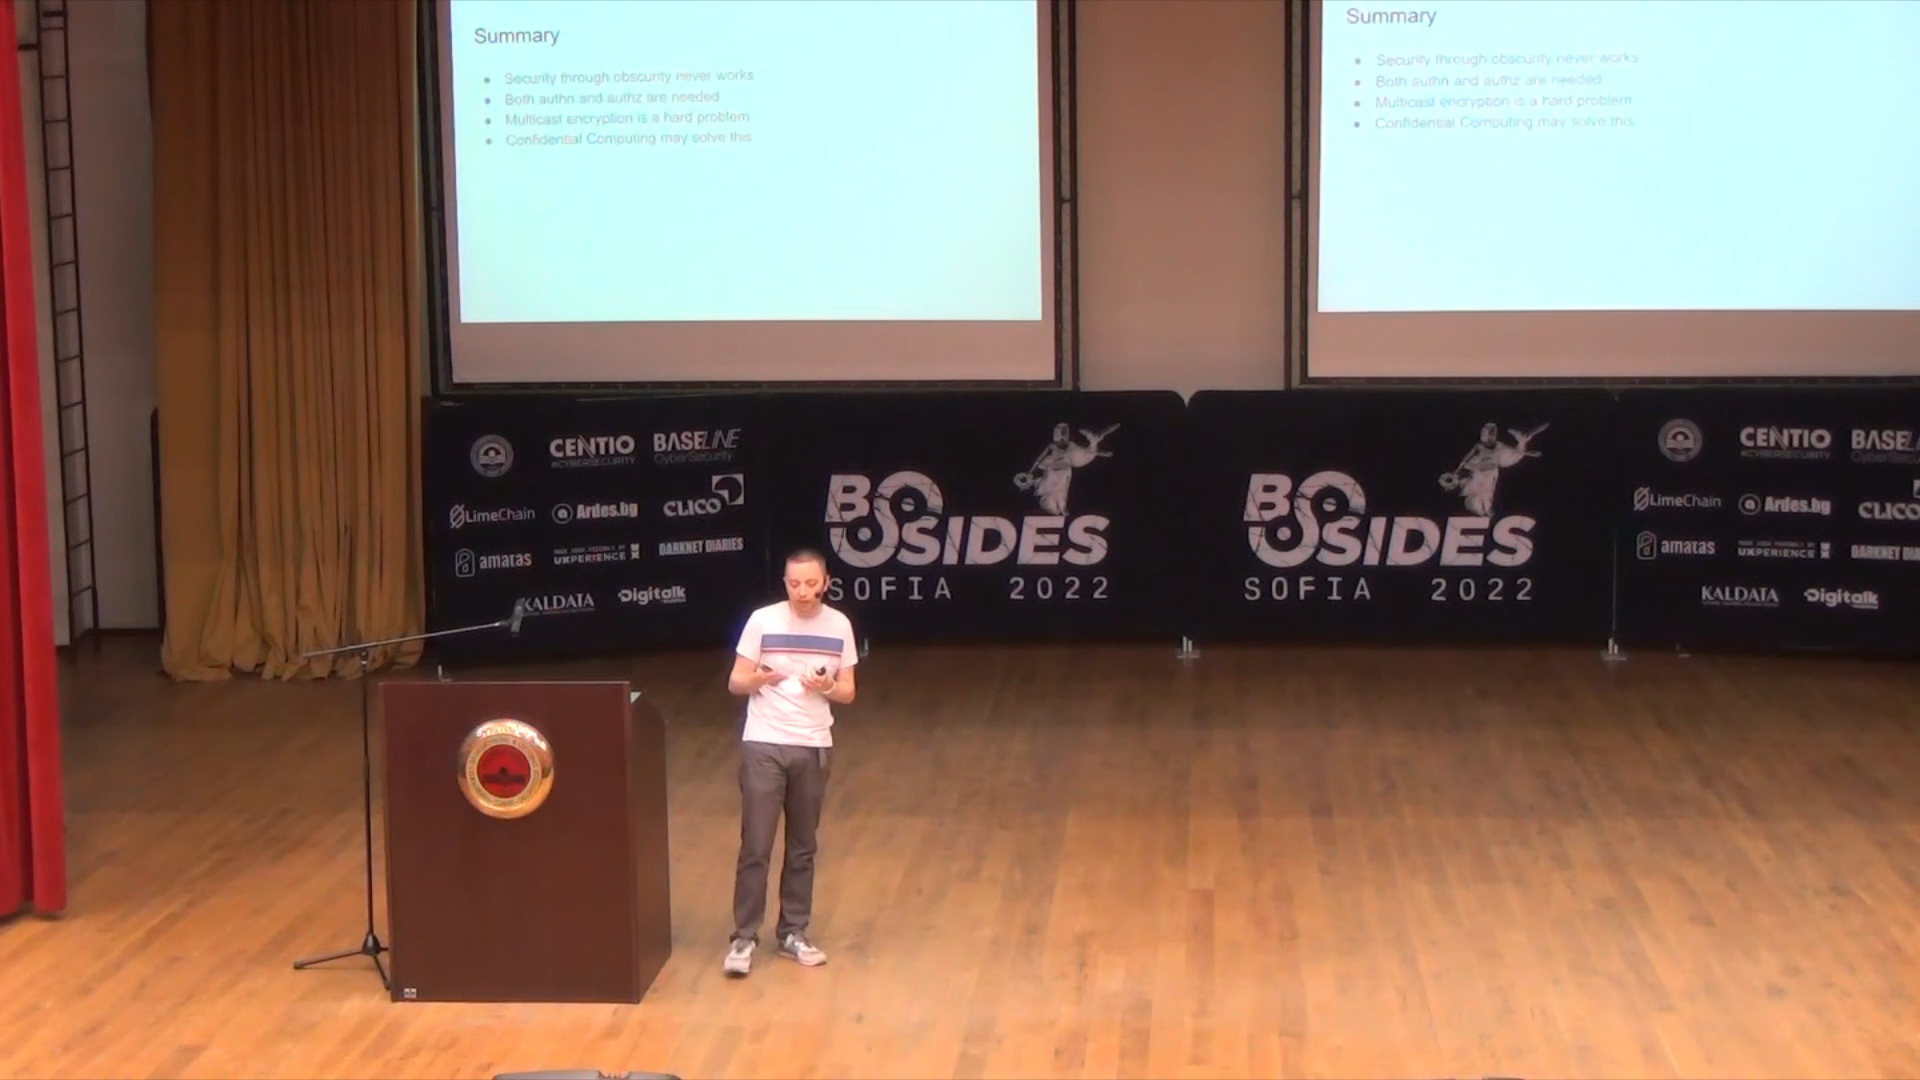 Summary
Security through obscurity never works
Both authn and authz are needed
Multicast encryption is a hard problem
Confidential Computing may solve this
Summary
Security through obscurity never works
Both authn and authz are needed
Multicast encryption is a hard problem
Confidential Computing may solve this
CENTIO
#CYBERSECURITY
BASELINE
CyberSecurity
LimeChain
Ardes.bg
CLICO
amatas
UXPERIENCE
DARKNET DIARIES
KALDATA
Digitalk
BSIDES
SOFIA 2022
BSIDES
SOFIA 2022
CENTIO
#CYBERSECURITY
LimeChain
Ardes.bg
CLICO
amatas
UXPERIENCE
DARKNET
KALDATA
Digitalk